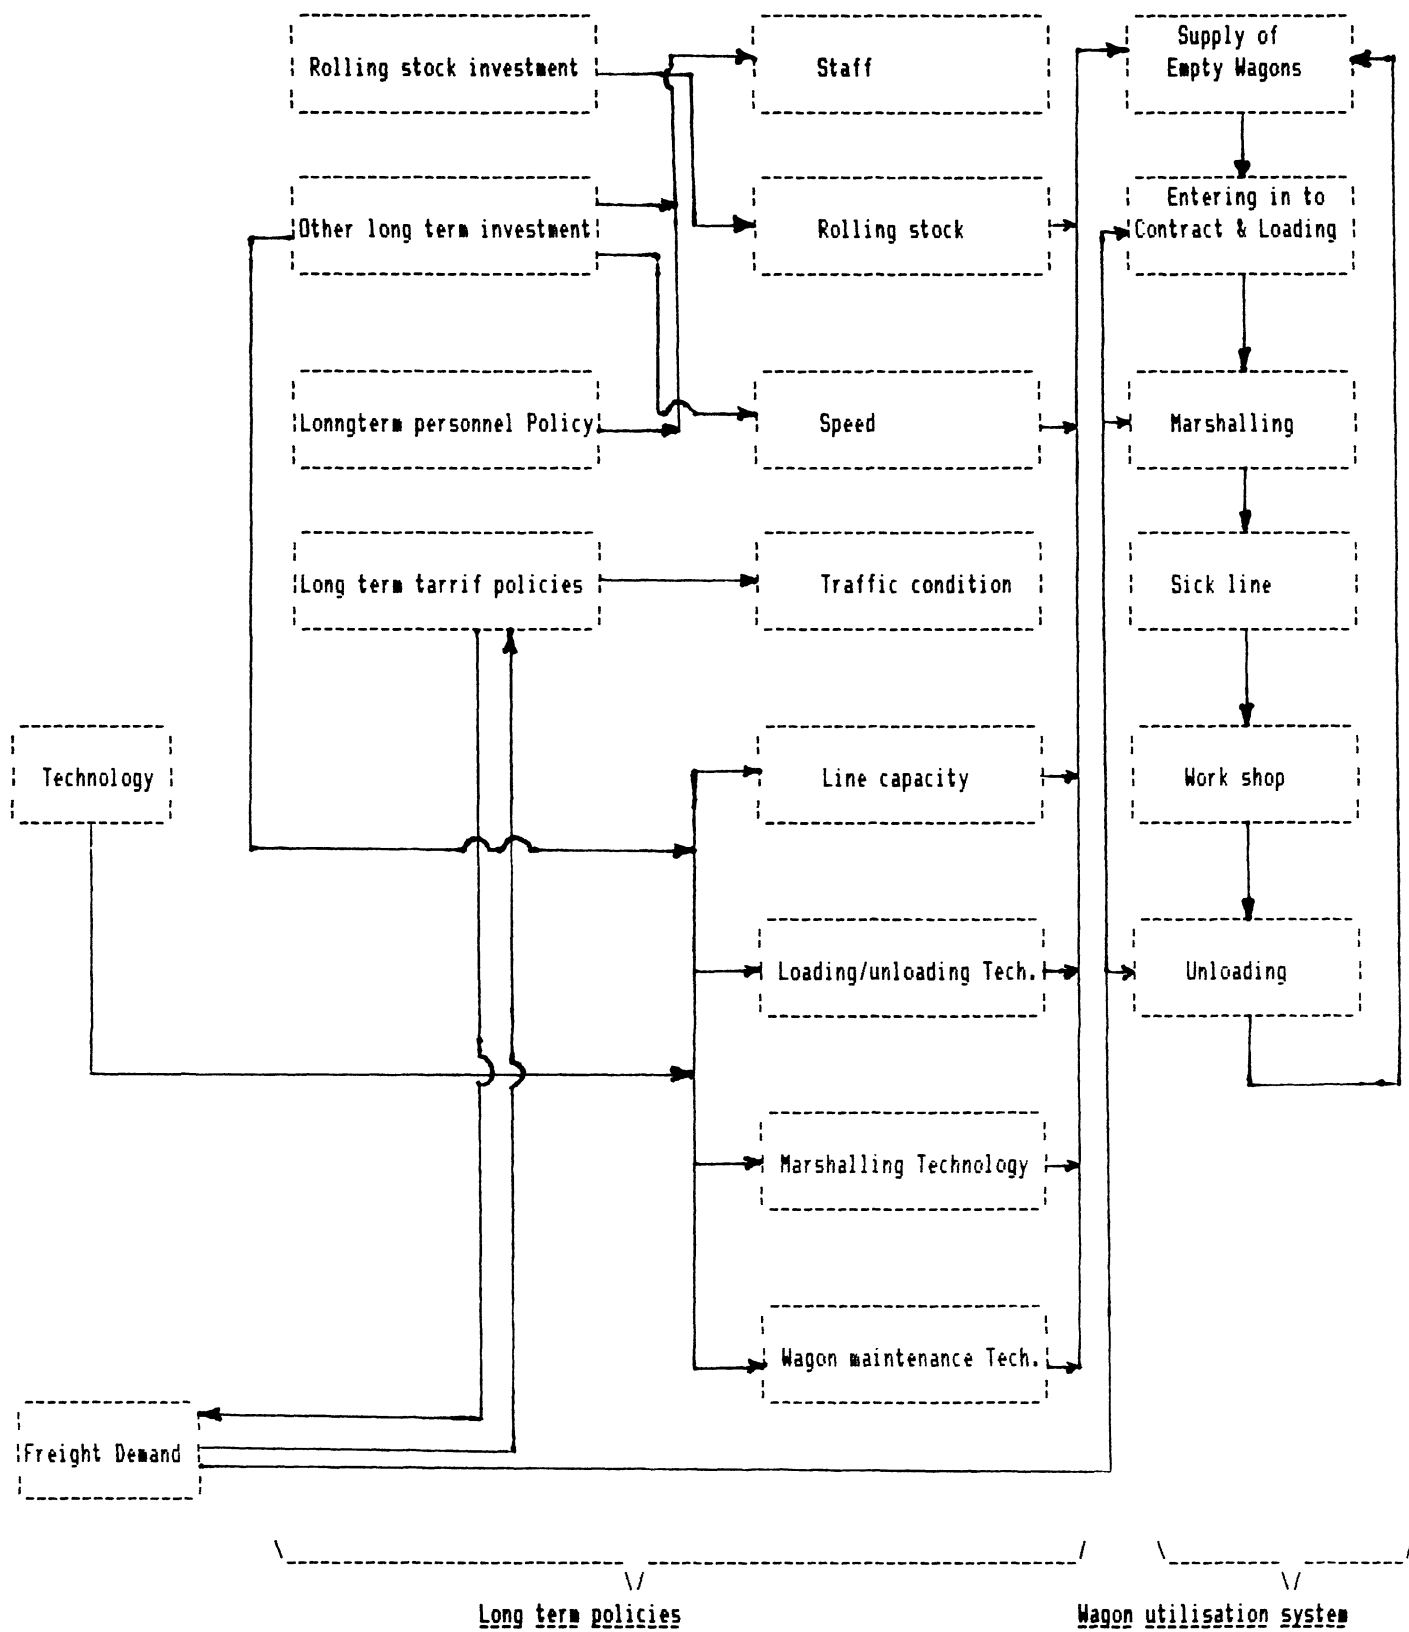 Rolling stock investment
Staff
Supply of
Empty Wagons
Other long term investment
Rolling stock
Entering in to
Contract & Loading
Lonngterm personnel Policy
Speed
Marshalling
Long term tarrif policies
Traffic condition
Sick line
Technology
Line capacity
Work shop
Loading/unloading Tech.
Unloading
Marshalling Technology
Wagon maintenance Tech.
Freight Demand
Long term policies
Wagon utilisation system